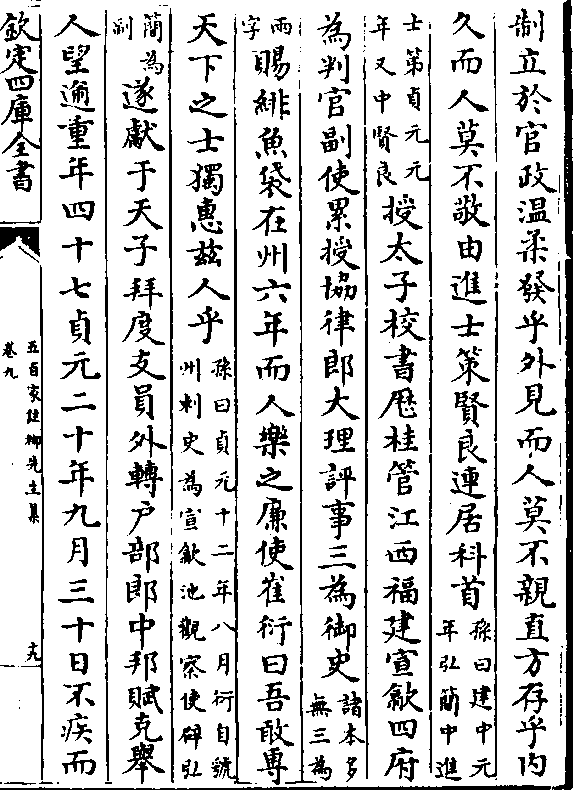 制立於官政温柔發乎外見而人莫不親直方存乎内
久而人莫不敬由進士策賢良連居科首孫曰建中元年弘簡中進
士第貞元元年又中賢良授太子校書歷桂管江西福建宣歙四府
為判官副使累授協律郎大理評事三為御史諸本多無三為
兩字賜緋魚袋在州六年而人樂之廉使崔衍曰吾敢專
天下之士獨惠兹人乎孫曰貞元十二年八月衍自虢州刺史為宣歙池觀察使辟弘
簡為副遂獻于天子拜度支員外轉户部郎中邦賦克舉
人望逾重年四十七貞元二十年九月三十日不疾而
欽定四庫全書
五百家註柳先生集
卷九
十九